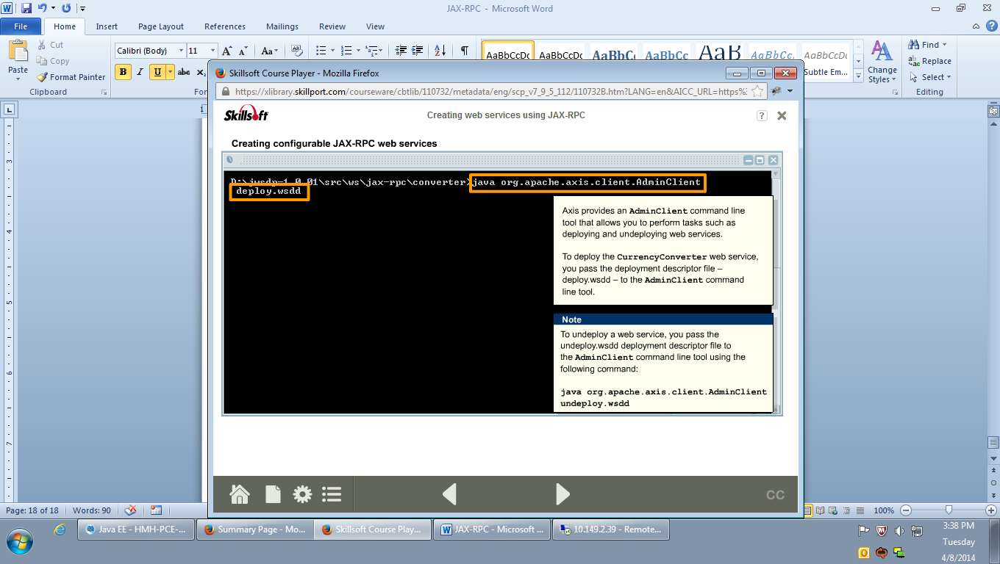 JAX-RPC - Microsoft Word
File Home Insert Page Layout References Mailings Review View
Cut
Copy
Format Painter
Paste
Clipboard
Calibri (Body) 11
AaBbCcDc AaBbCcDc AaBbC AaBbCc AaB AaBbCc. AaBbCcDc
Subtle Em...
Change
Styles
Find
Replace
Select
Editing
Skillsoft Course Player - Mozilla Firefox
https://xlibrary.skillport.com/courseware/cbtlib/110732/metadata/eng/scp_v7_9_5_112/110732B.htm?LANG=en&AICC_URL=https%
Skillsoft
Creating web services using JAX-RPC
Creating configurable JAX-RPC web services
D:\jwsdp-1_0_01\src\ws\jax-rpc\converter>java org.apache.axis.client.AdminClient
deploy.wsdd
Axis provides an AdminClient command line
tool that allows you to perform tasks such as
deploying and undeploying web services.
To deploy the CurrencyConverter web service,
you pass the deployment descriptor file –
deploy.wsdd – to the AdminClient command
line tool.
Note
To undeploy a web service, you pass the
undeploy.wsdd deployment descriptor file to
the AdminClient command line tool using the
following command:
java org.apache.axis.client.AdminClient
undeploy.wsdd
CC
Page: 18 of 18 Words: 90
100%
Java EE - HMH-PCE-... Summary Page - Mo... Skillsoft Course Play... JAX-RPC - Microsoft ... 10.149.2.39 - Remote...
3:38 PM
Tuesday
4/8/2014